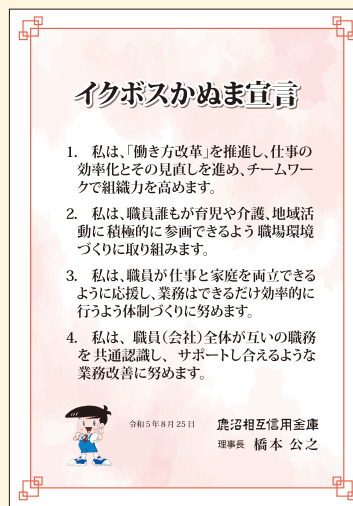 イクボスかぬま宣言
1. 私は、「働き方改革」を推進し、仕事の
効率化とその見直しを進め、チームワー
クで組織力を高めます。
2. 私は、職員誰もが育児や介護、地域活
動に積極的に参画できるよう職場環境
づくりに取り組みます。
3. 私は、職員が仕事と家庭を両立できる
ように応援し、業務はできるだけ効率的に
行うよう体制づくりに努めます。
4. 私は、職員(会社)全体が互いの職務
を共通認識し、サポートし合えるような
業務改善に努めます。
令和5年8月25日
鹿沼相互信用金庫
理事長 橋本 公之